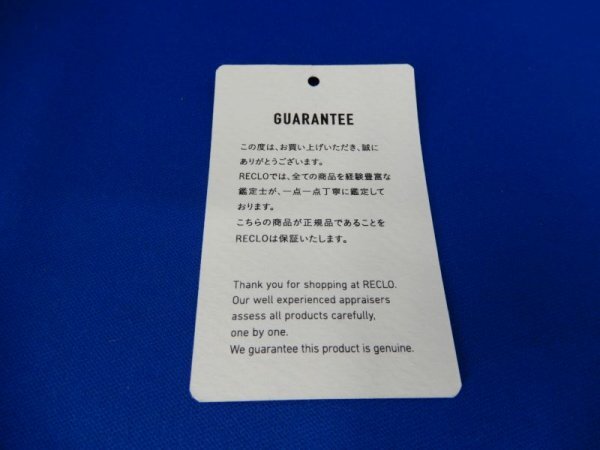 GUARANTEE
この度は、お買い上げいただき、誠に
ありがとうございます。
RECLOでは、全ての商品を経験豊富な
鑑定士が、一点一点丁寧に鑑定して
おります。
こちらの商品が正規品であることを
RECLOは保証いたします。
Thank you for shopping at RECLO.
Our well experienced appraisers
assess all products carefully,
one by one.
We guarantee this product is genuine.